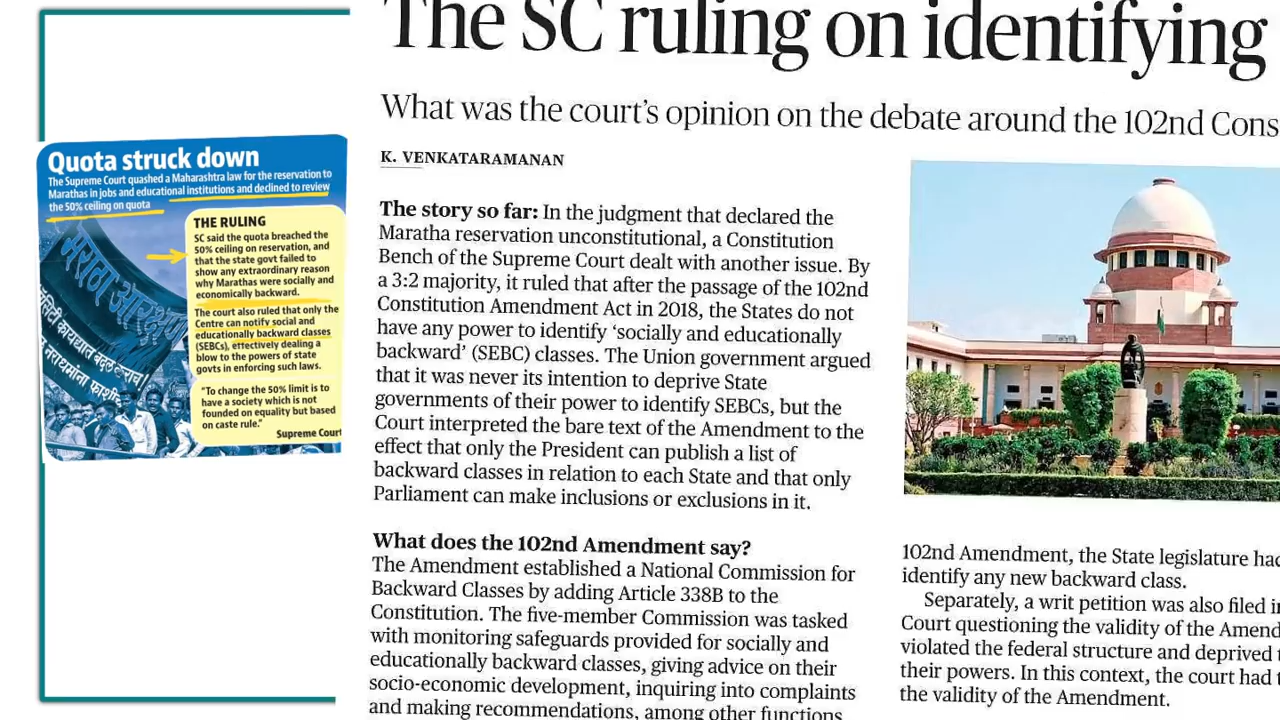 The SC ruling on identifying
What was the court's opinion on the debate around the 102nd Cons
K. VENKATARAMANAN
The story so far: In the judgment that declared the
Maratha reservation unconstitutional, a Constitution
Bench of the Supreme Court dealt with another issue. By
a 3:2 majority, it ruled that after the passage of the 102nd
Constitution Amendment Act in 2018, the States do not
have any power to identify 'socially and educationally
backward' (SEBC) classes. The Union government argued
that it was never its intention to deprive State
governments of their power to identify SEBCs, but the
Court interpreted the bare text of the Amendment to the
effect that only the President can publish a list of
backward classes in relation to each State and that only
Parliament can make inclusions or exclusions in it.
What does the 102nd Amendment say?
The Amendment established a National Commission for
Backward Classes by adding Article 338B to the
Constitution. The five-member Commission was tasked
with monitoring safeguards provided for socially and
educationally backward classes, giving advice on their
socio-economic development, inquiring into complaints
and making recommendations, among other functions.
102nd Amendment, the State legislature had
identify any new backward class.
Separately, a writ petition was also filed in
Court questioning the validity of the Amend
violated the federal structure and deprived t
their powers. In this context, the court had t
the validity of the Amendment.
Quota struck down
The Supreme Court quashed a Maharashtra law for the reservation to
Marathas in jobs and educational institutions and declined to review
the 50% ceiling on quota
THE RULING
SC said the quota breached the
50% ceiling on reservation, and
that the state govt failed to
show any extraordinary reason
why Marathas were socially and
economically backward.
The court also ruled that only the
Centre can notify social and
educationally backward classes
(SEBCs), effectively dealing a
blow to the powers of state
govts in enforcing such laws.
"To change the 50% limit is to
have a society which is not
founded on equality but based
on caste rule."
Supreme Court
मराठा आरक्षण